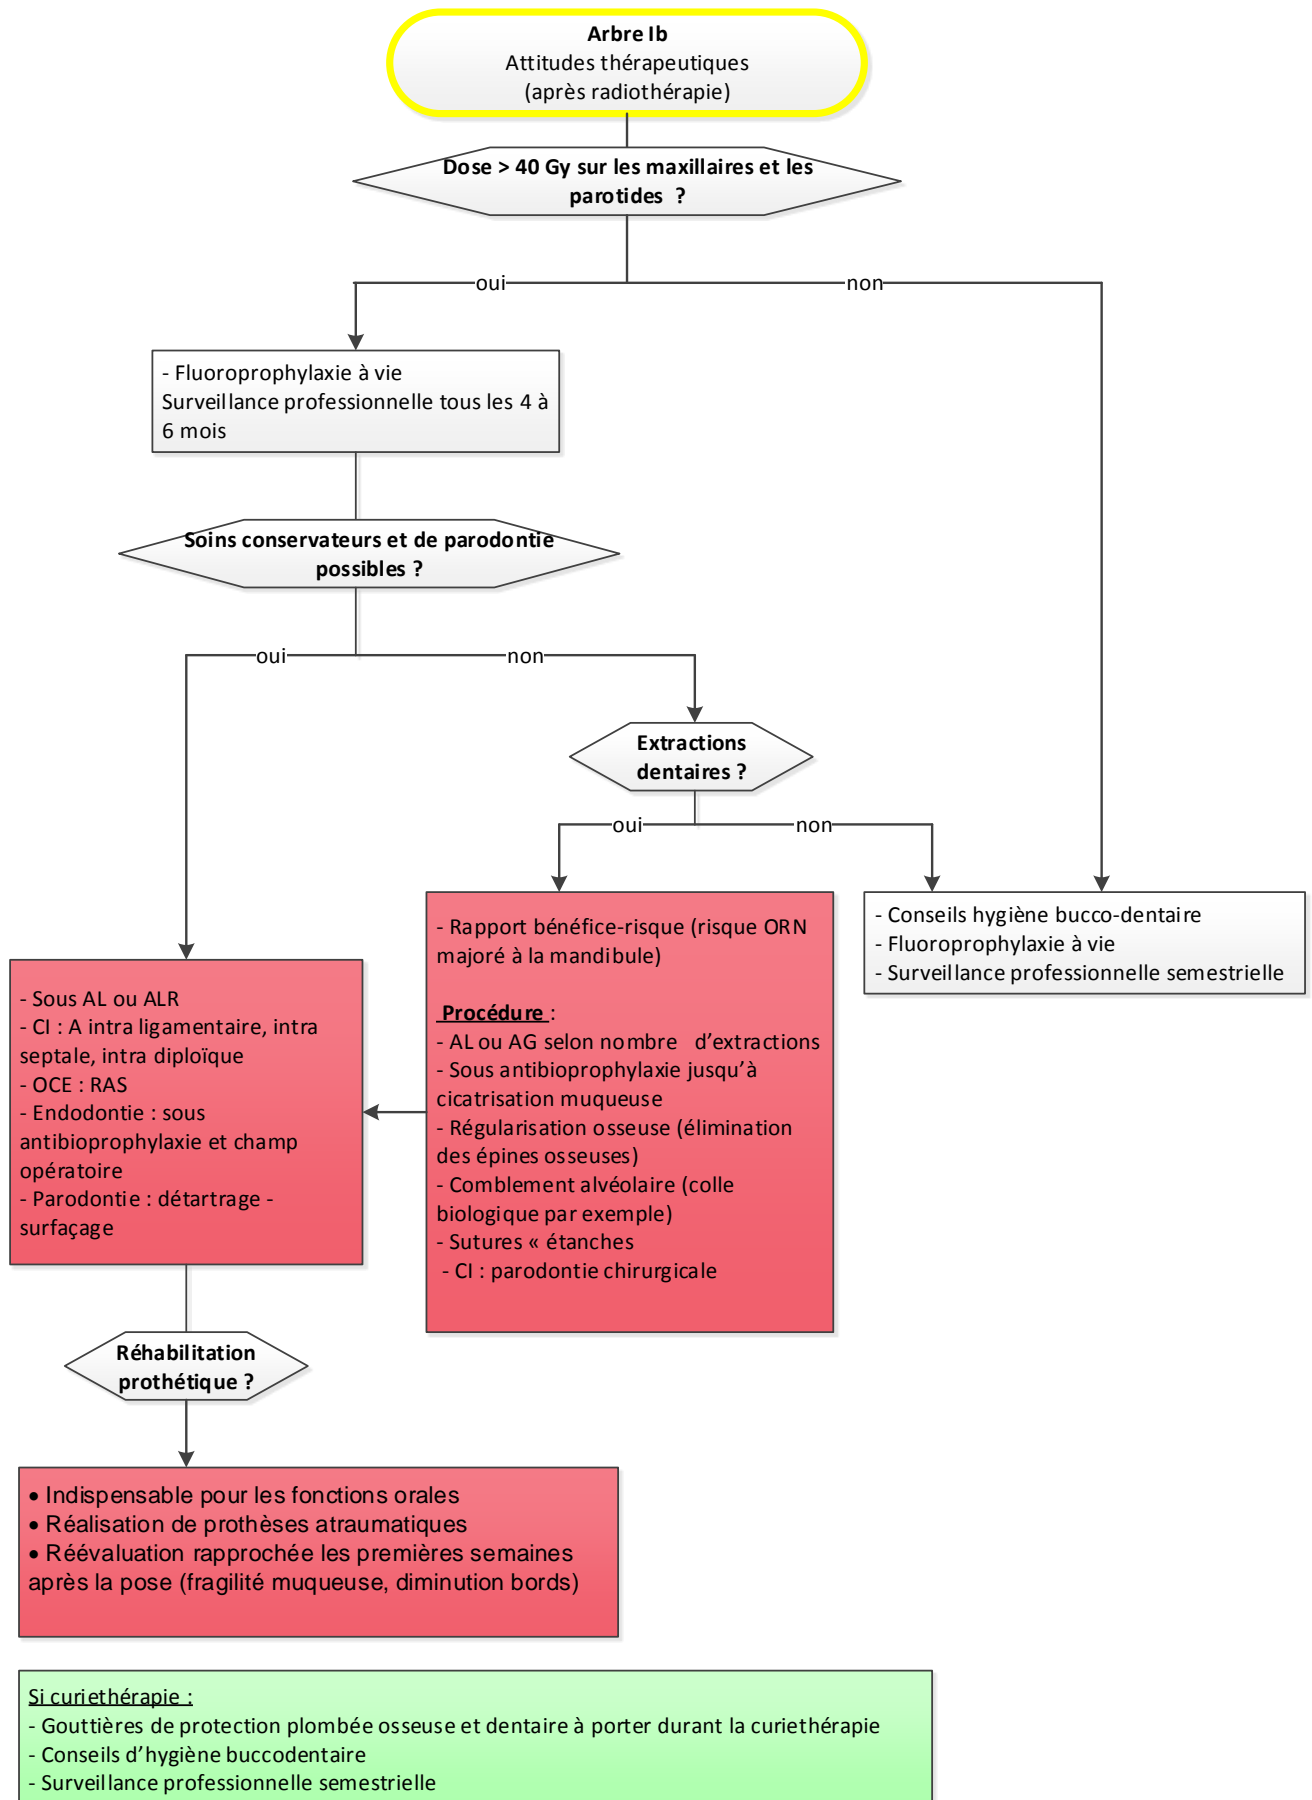 Arbre Ib
Attitudes thérapeutiques
(après radiothérapie)
Dose > 40 Gy sur les maxillaires et les
parotides ?
oui
non
- Fluoroprophylaxie à vie
Surveillance professionnelle tous les 4 à
6 mois
Soins conservateurs et de parodontie
possibles ?
oui
non
Extractions
dentaires ?
oui
non
- Conseils hygiène bucco-dentaire
- Fluoroprophylaxie à vie
- Surveillance professionnelle semestrielle
- Rapport bénéfice-risque (risque ORN
majoré à la mandibule)
Procédure :
- AL ou AG selon nombre d’extractions
- Sous antibioprophylaxie jusqu’à
cicatrisation muqueuse
- Régularisation osseuse (élimination
des épines osseuses)
- Comblement alvéolaire (colle
biologique par exemple)
- Sutures « étanches
- CI : parodontie chirurgicale
- Sous AL ou ALR
- CI : A intra ligamentaire, intra
septale, intra diploïque
- OCE : RAS
- Endodontie : sous
antibioprophylaxie et champ
opératoire
- Parodontie : détartrage -
surfaçage
Réhabilitation
prothétique ?
• Indispensable pour les fonctions orales
• Réalisation de prothèses atraumatiques
• Réévaluation rapprochée les premières semaines
après la pose (fragilité muqueuse, diminution bords)
Si curiethérapie :
- Gouttières de protection plombée osseuse et dentaire à porter durant la curiethérapie
- Conseils d’hygiène buccodentaire
- Surveillance professionnelle semestrielle